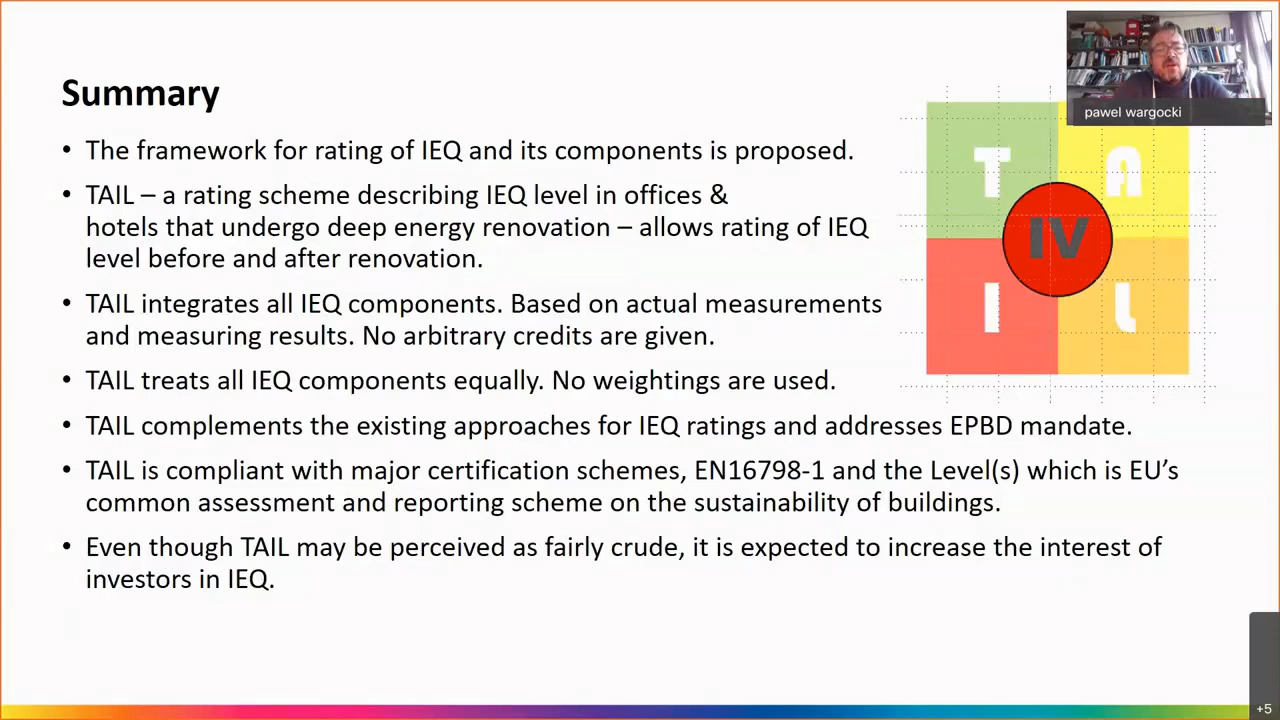 pawel wargocki
Summary
• The framework for rating of IEQ and its components is proposed.
• TAIL – a rating scheme describing IEQ level in offices &
hotels that undergo deep energy renovation – allows rating of IEQ
level before and after renovation.
• TAIL integrates all IEQ components. Based on actual measurements
and measuring results. No arbitrary credits are given.
• TAIL treats all IEQ components equally. No weightings are used.
• TAIL complements the existing approaches for IEQ ratings and addresses EPBD mandate.
• TAIL is compliant with major certification schemes, EN16798-1 and the Level(s) which is EU’s
common assessment and reporting scheme on the sustainability of buildings.
• Even though TAIL may be perceived as fairly crude, it is expected to increase the interest of
investors in IEQ.
T A
IV
I L
+5